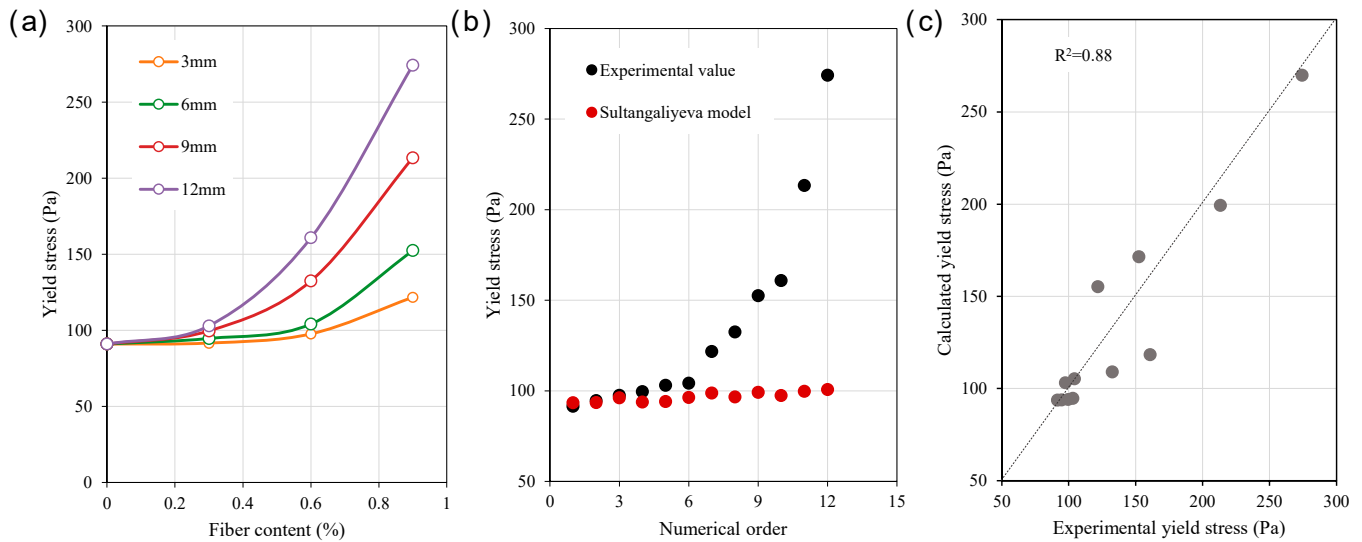 (a)
300
250
200
150
100
50
0
Yield stress (Pa)
3mm
6mm
9mm
12mm
0 0.2 0.4 0.6 0.8 1
Fiber content (%)
(b)
300
250
200
150
100
50
Yield stress (Pa)
Experimental value
Sultangaliyeva model
0 3 6 9 12 15
Numerical order
(c)
300
250
200
150
100
50
Calculated yield stress (Pa)
R²=0.88
50 100 150 200 250 300
Experimental yield stress (Pa)